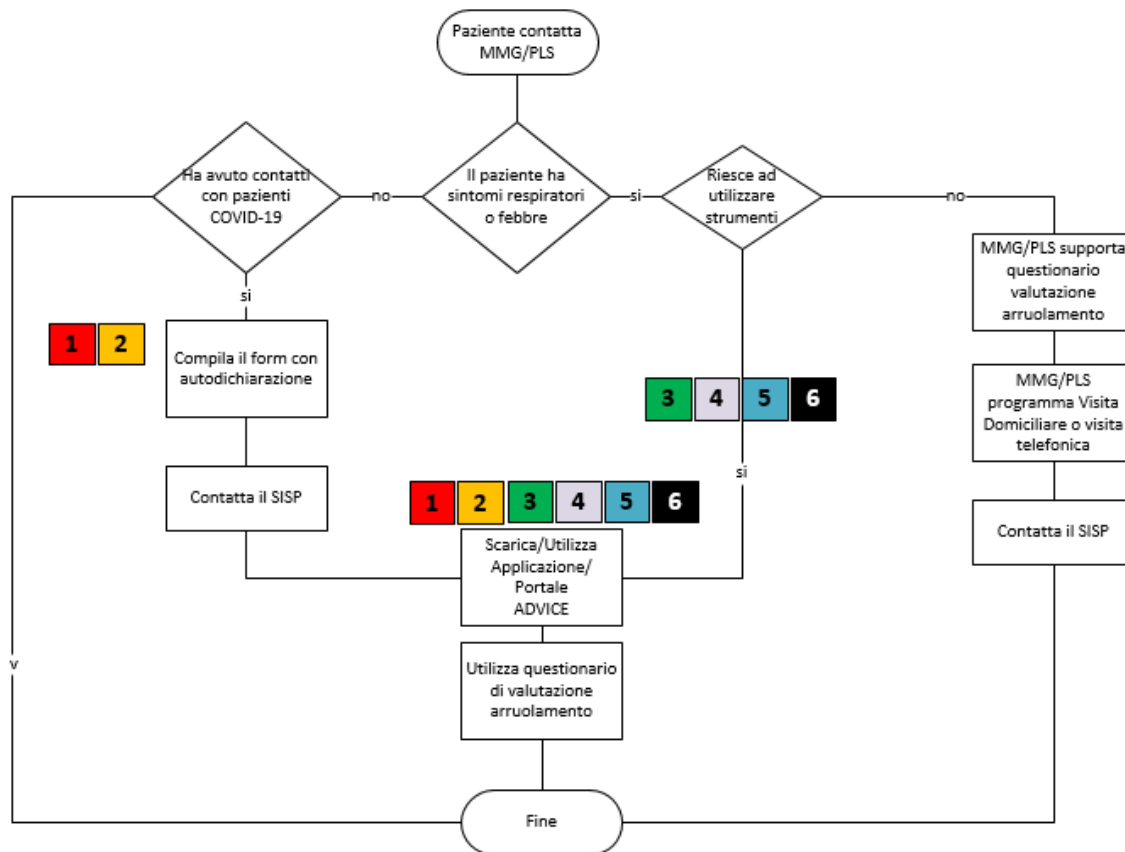 Paziente contatta
MMG/PLS
Ha avuto contatti
con pazienti
COVID-19
no
Il paziente ha
sintomi respiratori
o febbre
si
Riesce ad
utilizzare
strumenti
no
MMG/PLS supporta
questionario
valutazione
arruolamento
si
1 2
Compila il form con
autodichiarazione
3 4 5 6
MMG/PLS
programma Visita
Domiciliare o visita
telefonica
si
Contatta il SISP
1 2 3 4 5 6
Contatta il SISP
Scarica/Utilizza
Applicazione/
Portale
ADVICE
v
Utilizza questionario
di valutazione
arruolamento
Fine